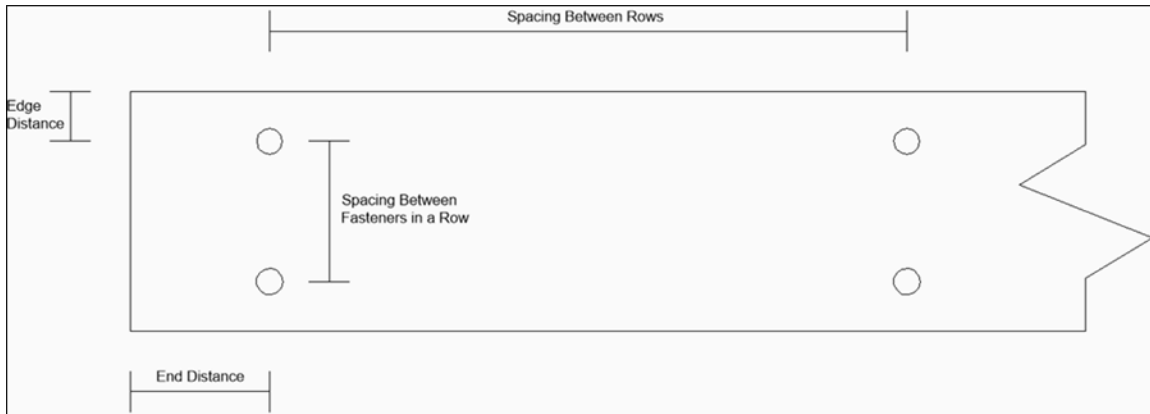 Spacing Between Rows
Edge
Distance
Spacing Between
Fasteners in a Row
End Distance